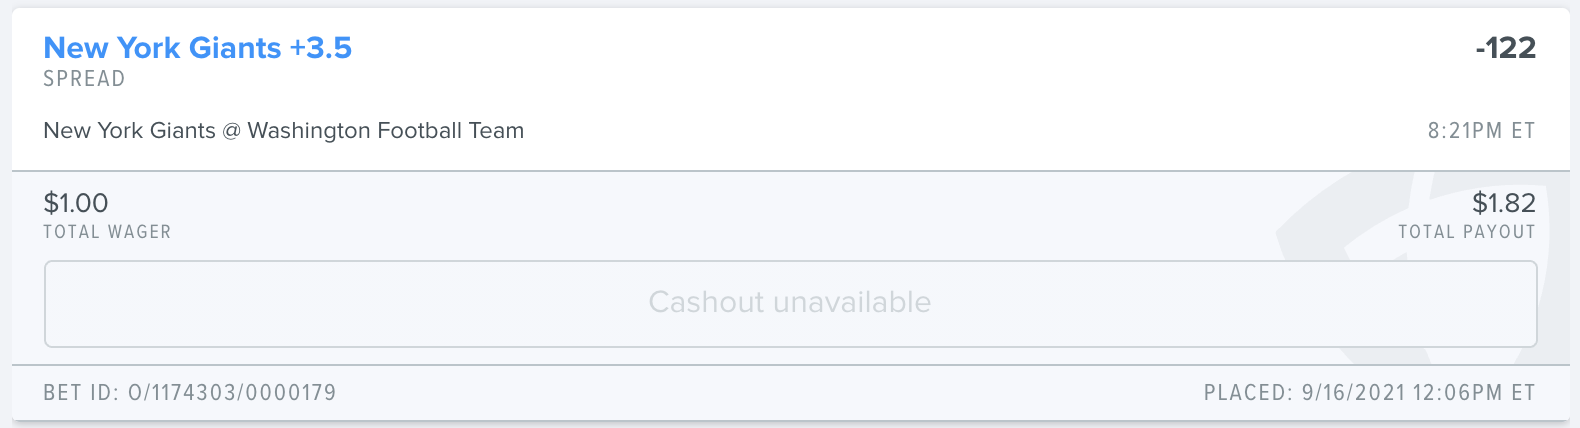 New York Giants +3.5
-122
SPREAD
New York Giants @ Washington Football Team
8:21PM ET
$1.00
$1.82
TOTAL WAGER
TOTAL PAYOUT
Cashout unavailable
BET ID: O/1174303/0000179
PLACED: 9/16/2021 12:06PM ET